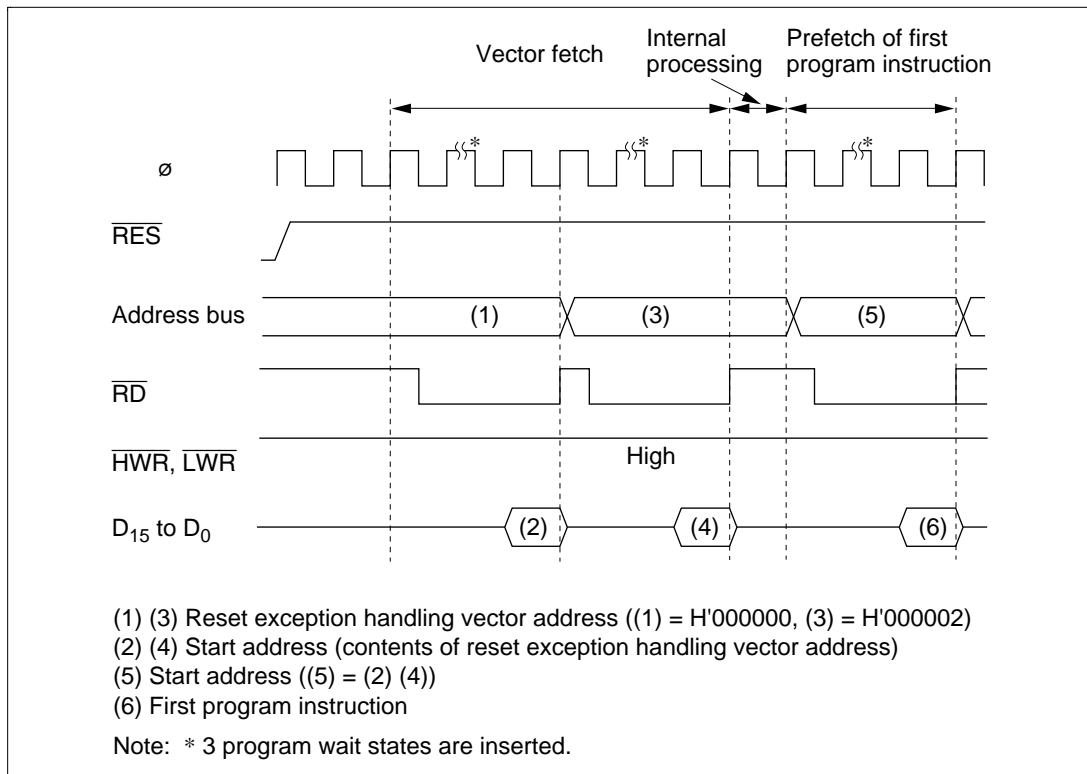 Vector fetch
Internal
processing
Prefetch of first
program instruction
*
*
*
ø
RES
Address bus
(1)
(3)
(5)
RD
HWR, LWR
High
D15 to D0
(2)
(4)
(6)
(1) (3) Reset exception handling vector address ((1) = H'000000, (3) = H'000002)
(2) (4) Start address (contents of reset exception handling vector address)
(5) Start address ((5) = (2) (4))
(6) First program instruction
Note: * 3 program wait states are inserted.